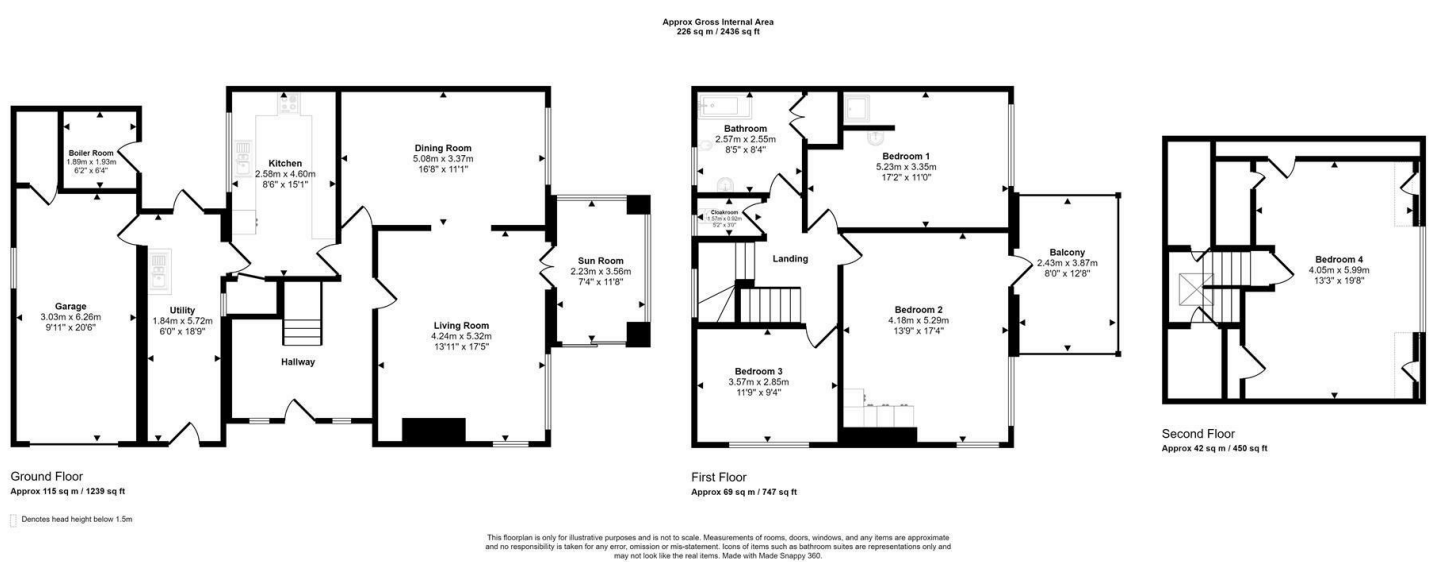 Approx Gross Internal Area
226 sq m / 2436 sq ft
Boiler Room
1.89m x 1.93m
6'2" x 6'4"
Kitchen
2.58m x 4.60m
8'6" x 15'1"
Dining Room
5.08m x 3.37m
16'8" x 11'1"
Sun Room
2.23m x 3.56m
7'4" x 11'8"
Garage
3.03m x 6.26m
9'11" x 20'6"
Utility
1.84m x 5.72m
6'0" x 18'9"
Hallway
Living Room
4.24m x 5.32m
13'11" x 17'5"
Ground Floor
Approx 115 sq m / 1239 sq ft
Denotes head height below 1.5m
Bathroom
2.57m x 2.55m
8'5" x 8'4"
Bedroom 1
5.23m x 3.35m
17'2" x 11'0"
Cloakroom
1.57m x 0.92m
5'2" x 3'0"
Landing
Balcony
2.43m x 3.87m
8'0" x 12'8"
Bedroom 2
4.18m x 5.29m
13'9" x 17'4"
Bedroom 3
3.57m x 2.85m
11'9" x 9'4"
First Floor
Approx 69 sq m / 747 sq ft
Bedroom 4
4.05m x 5.99m
13'3" x 19'8"
Second Floor
Approx 42 sq m / 450 sq ft
This floorplan is only for illustrative purposes and is not to scale. Measurements of rooms, doors, windows, and any items are approximate
and no responsibility is taken for any error, omission or mis-statement. Icons of items such as bathroom suites are representations only and
may not look like the real items. Made with Made Snappy 360.